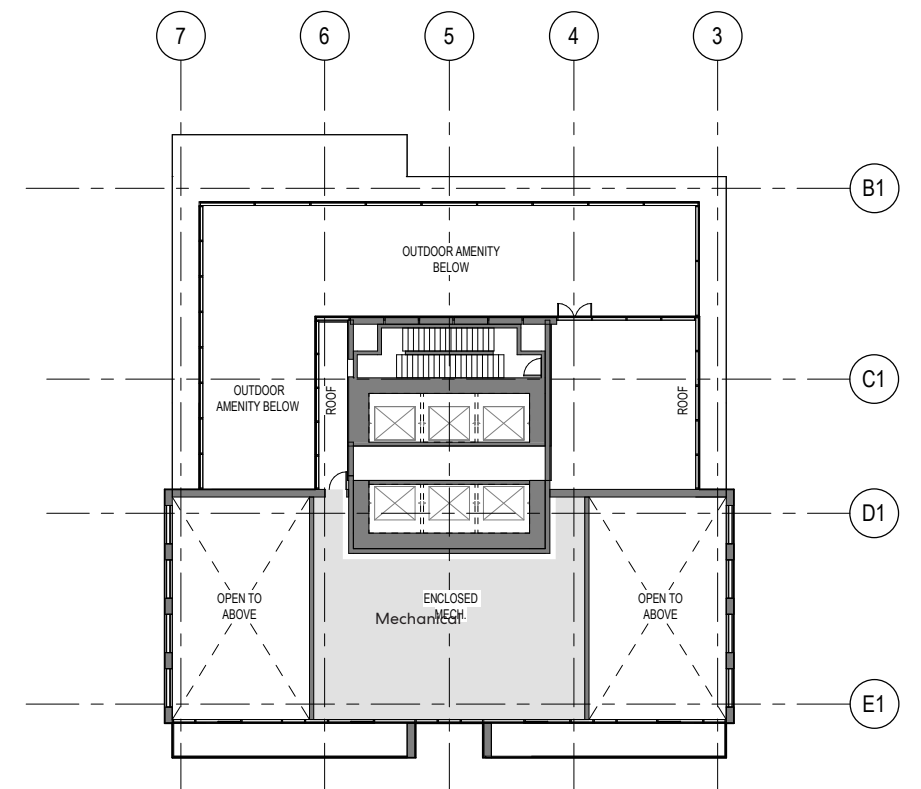 7
6
5
4
3
B1
OUTDOOR AMENITY
BELOW
C1
OUTDOOR
AMENITY BELOW
ROOF
ROOF
D1
OPEN TO
ABOVE
ENCLOSED
MECH.
Mechanical
OPEN TO
ABOVE
E1